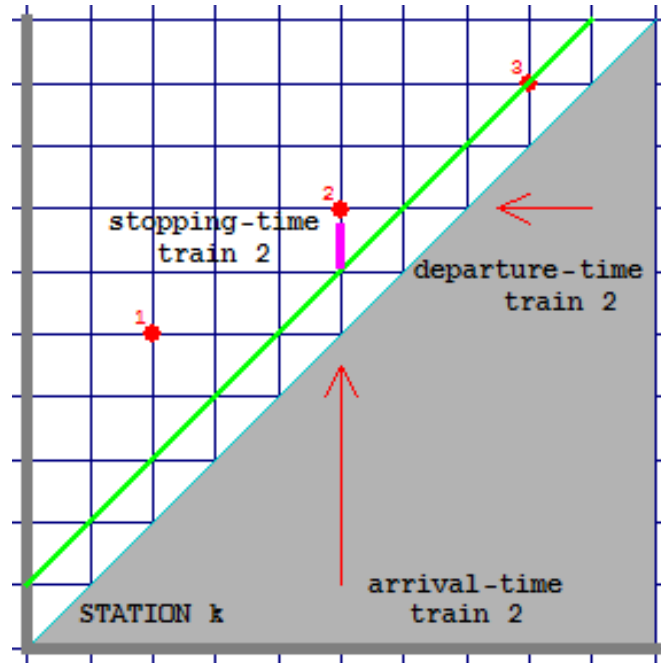 3
2
stopping-time
train 2
departure-time
train 2
1
arrival-time
train 2
STATION k